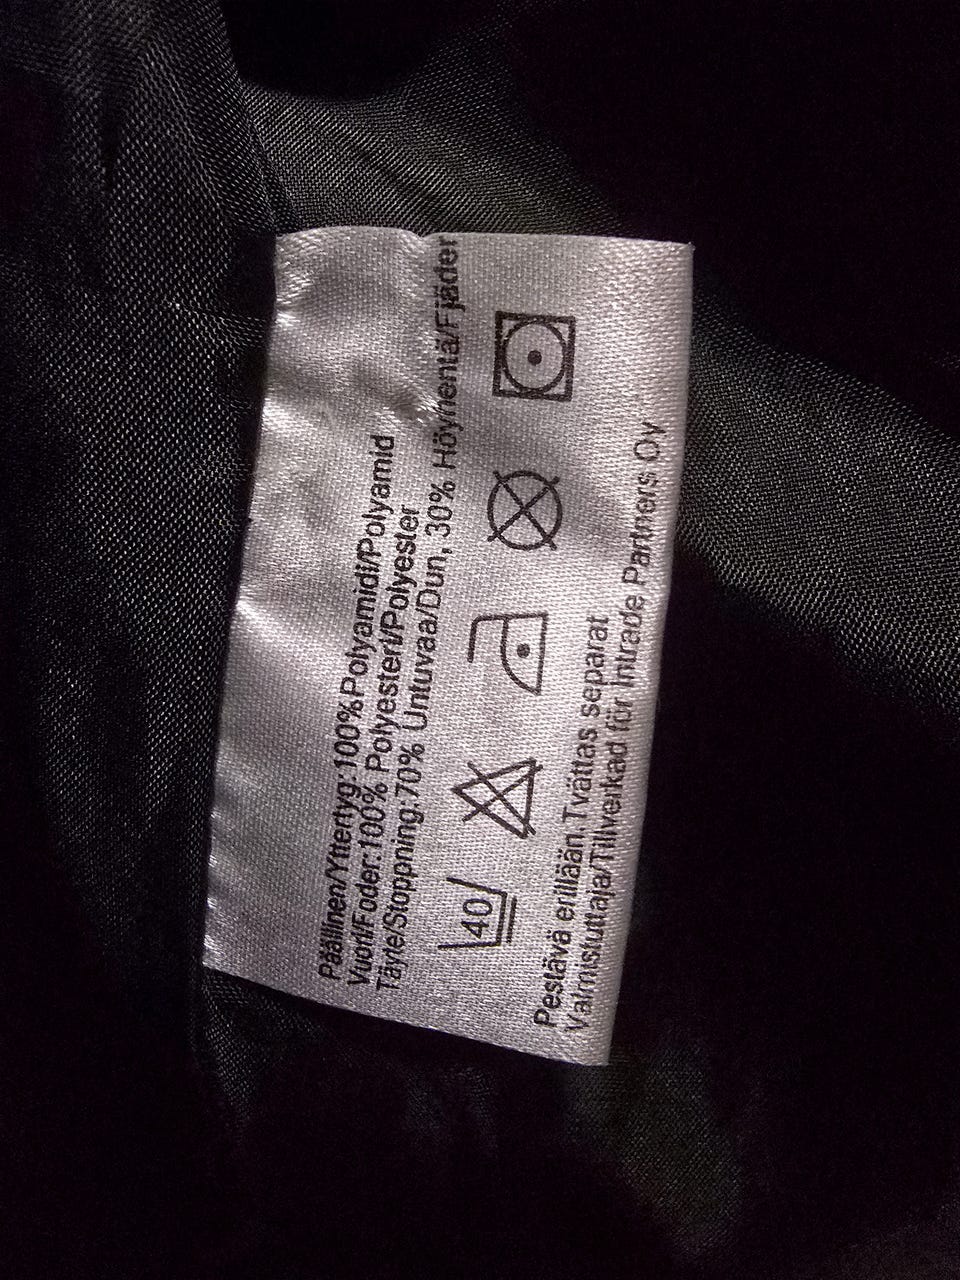 Päällinen/Yttertyg:100%Polyamidi/Polyamid
Vuori/Foder:100% Polyesteri/Polyester
Täyte/Stoppning:70% Untuvaa/Dun, 30% Höyhentä/Fjäder
40
Pestävä erillään.Tvättas separat
Valmistuttaja/Tillverkad för Intrade Partners Oy